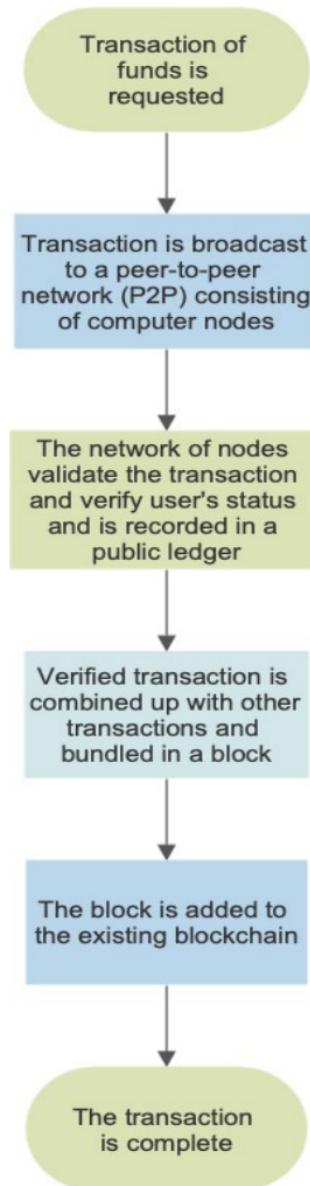 Transaction of
funds is
requested
Transaction is broadcast
to a peer-to-peer
network (P2P) consisting
of computer nodes
The network of nodes
validate the transaction
and verify user's status
and is recorded in a
public ledger
Verified transaction is
combined up with other
transactions and
bundled in a block
The block is added to
the existing blockchain
The transaction
is complete